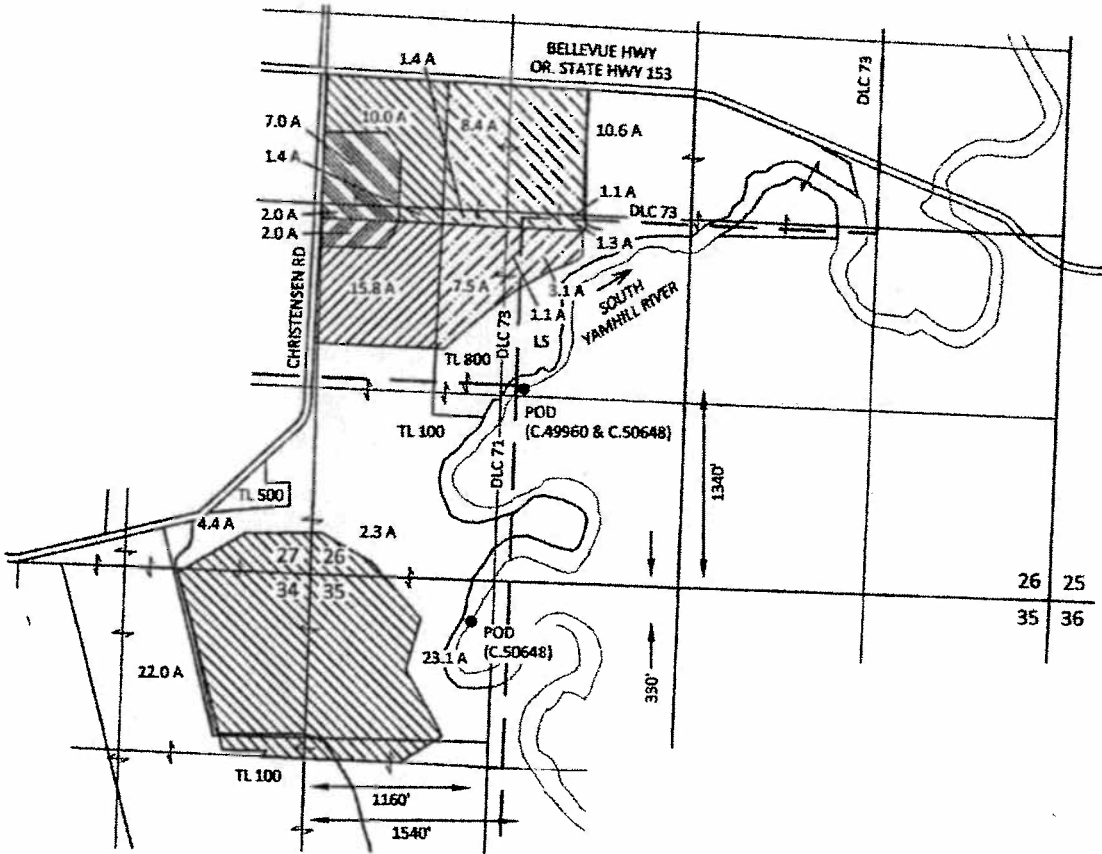 BELLEVUE HWY
OR. STATE HWY 153
DLC 73
1.4 A
10.0 A
8.4 A
10.6 A
7.0 A
1.4 A
2.0 A
2.0 A
1.1 A
DLC 73
1.3 A
CHRISTENSEN RD
15.8 A
7.5 A
3.1 A
1.1 A
SOUTH
YAMHILL RIVER
DLC 73
LS
TL 800
TL 100
POD
(C.49960 & C.50648)
DLC 71
1340'
TL 500
4.4 A
2.3 A
27 26
34 35
26 25
35 36
POD
(C.50648)
23.1 A
22.0 A
330'
TL 100
1160'
1540'